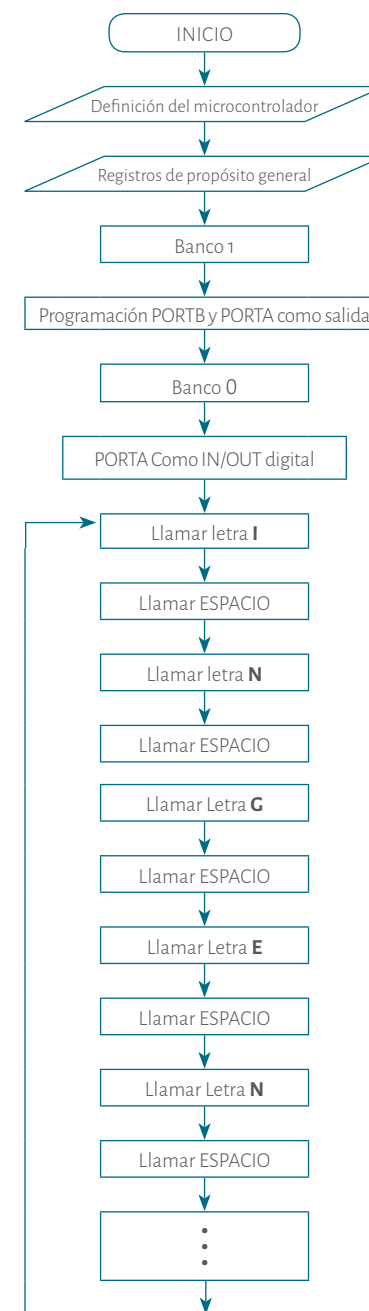 INICIO
Definición del microcontrolador
Registros de propósito general
Banco 1
Programación PORTB y PORTA como salida
Banco 0
PORTA Como IN/OUT digital
Llamar letra I
Llamar ESPACIO
Llamar letra N
Llamar ESPACIO
Llamar Letra G
Llamar ESPACIO
Llamar Letra E
Llamar ESPACIO
Llamar Letra N
Llamar ESPACIO